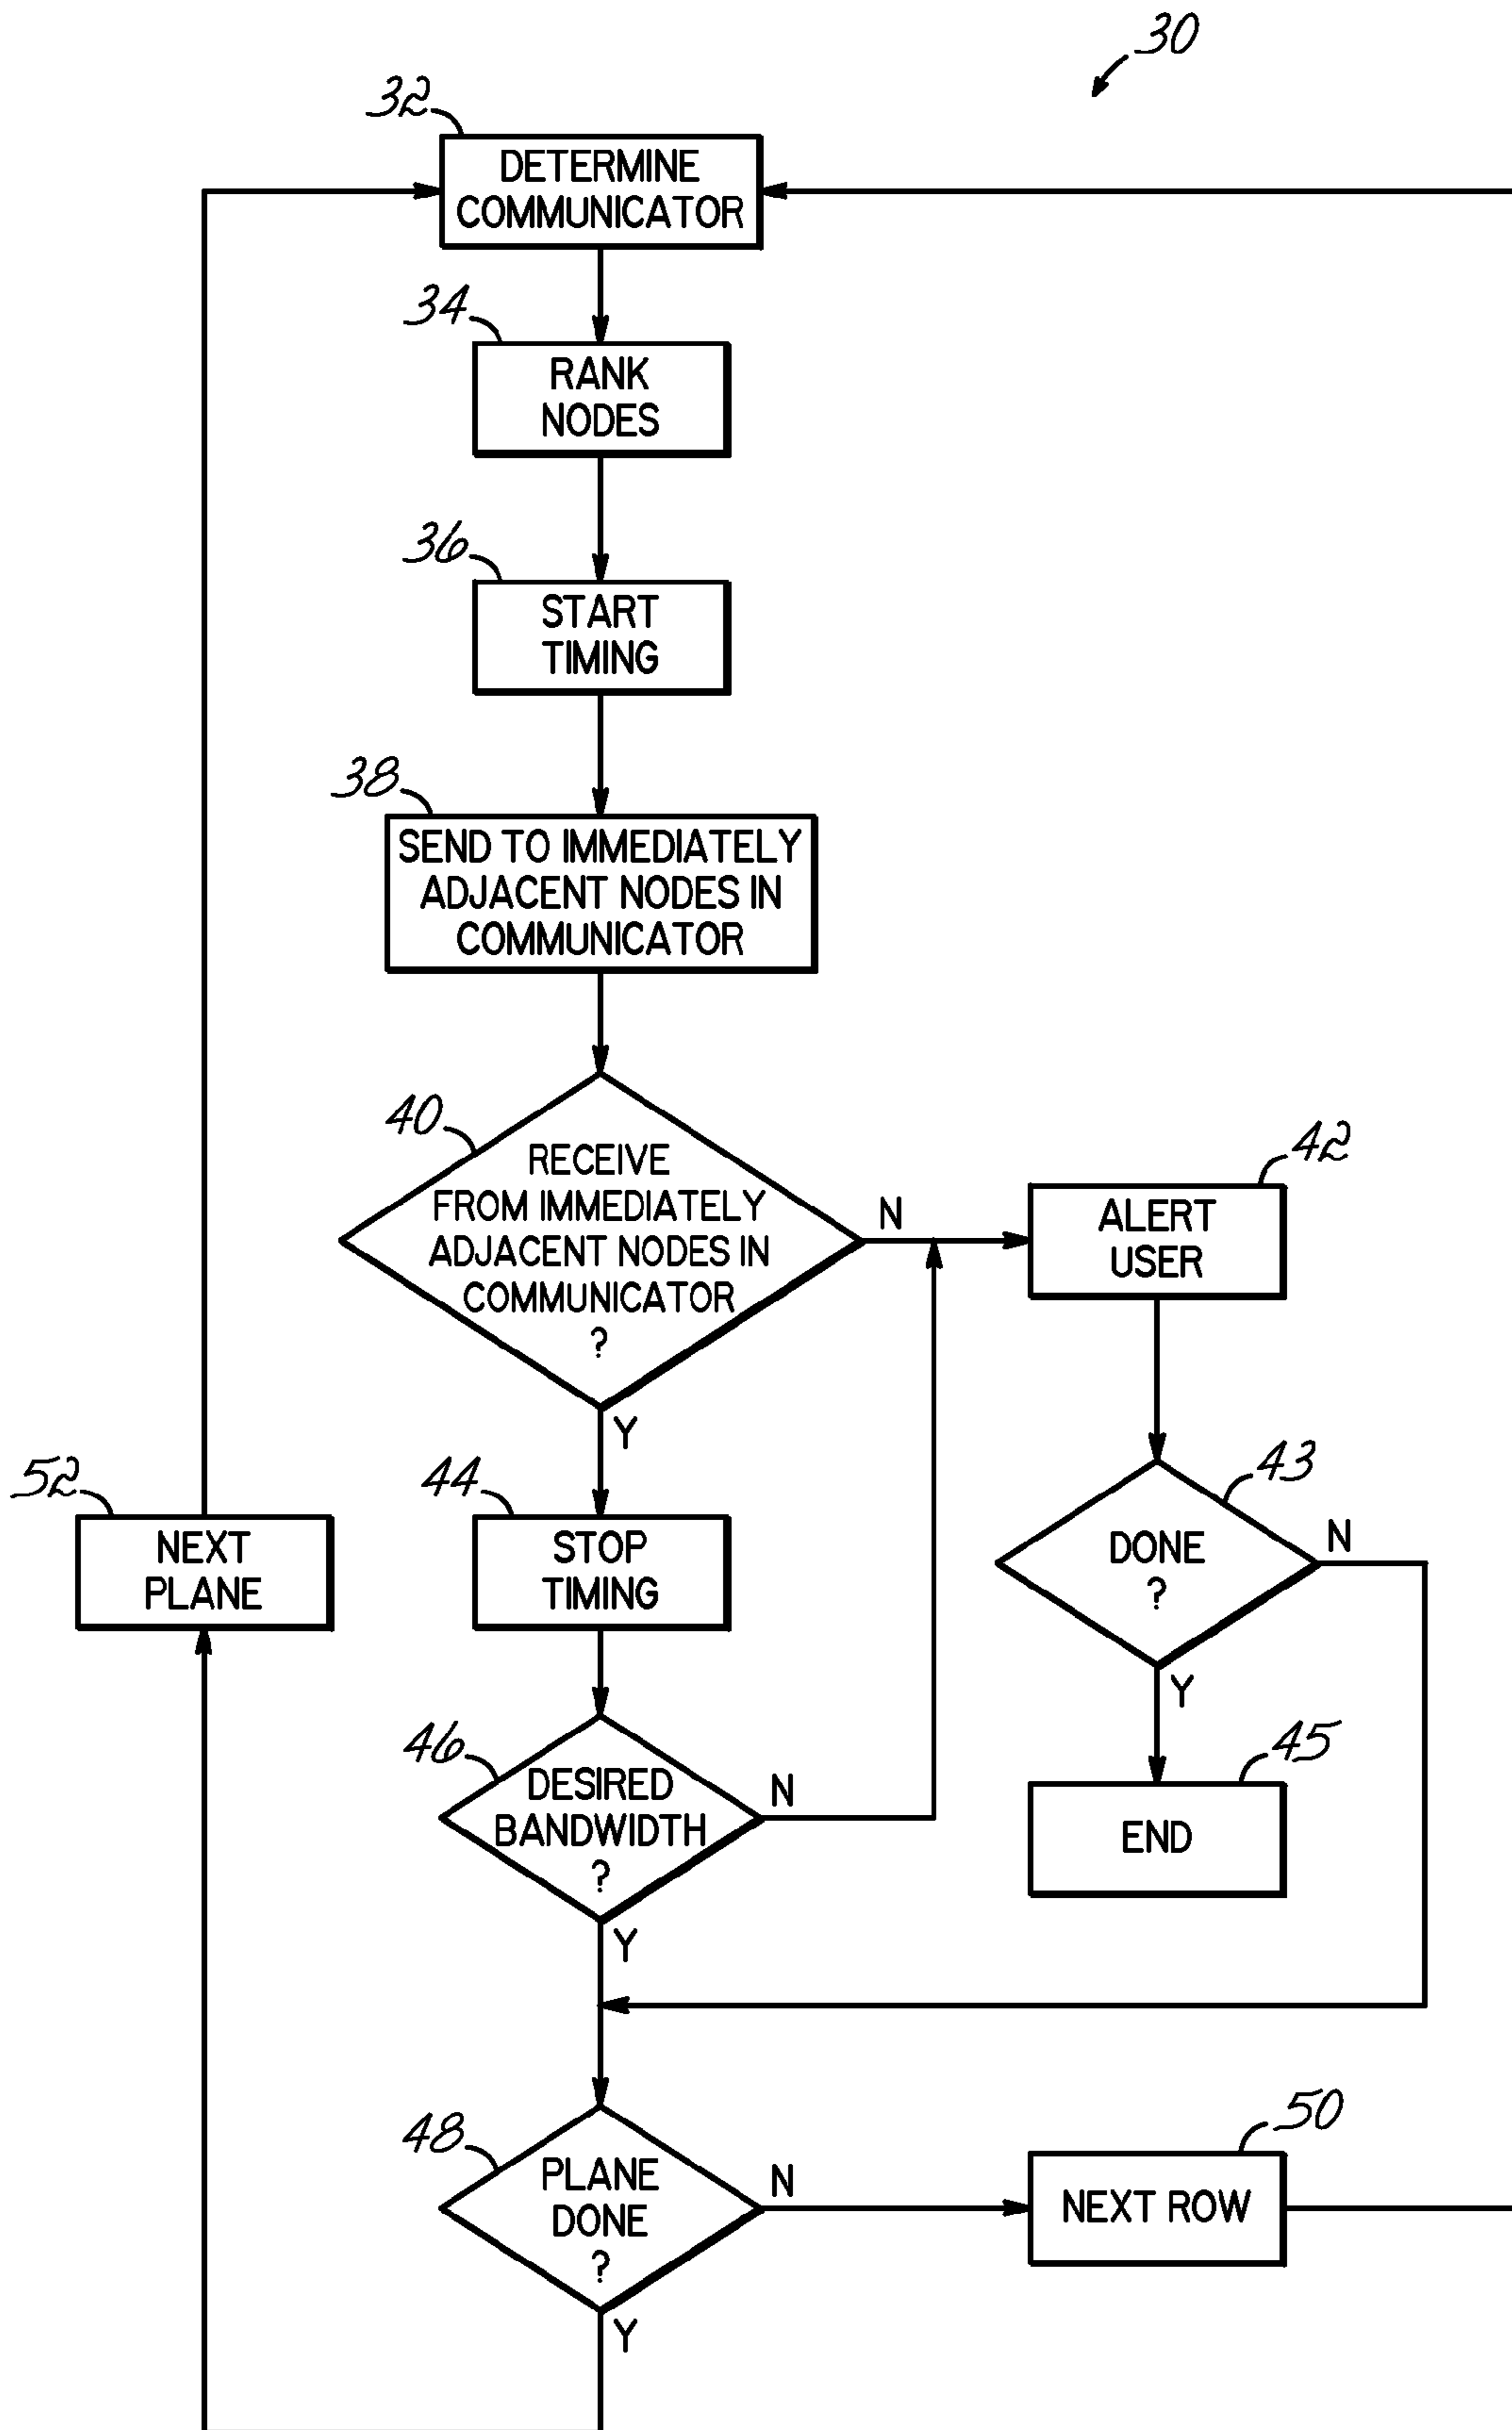 30
32
DETERMINE
COMMUNICATOR
34
RANK
NODES
36
START
TIMING
38
SEND TO IMMEDIATELY
ADJACENT NODES IN
COMMUNICATOR
40
RECEIVE
FROM IMMEDIATELY
ADJACENT NODES IN
COMMUNICATOR
?
N
Y
42
ALERT
USER
43
DONE
?
N
Y
45
END
52
NEXT
PLANE
44
STOP
TIMING
46
DESIRED
BANDWIDTH
?
N
Y
48
PLANE
DONE
?
N
Y
50
NEXT ROW